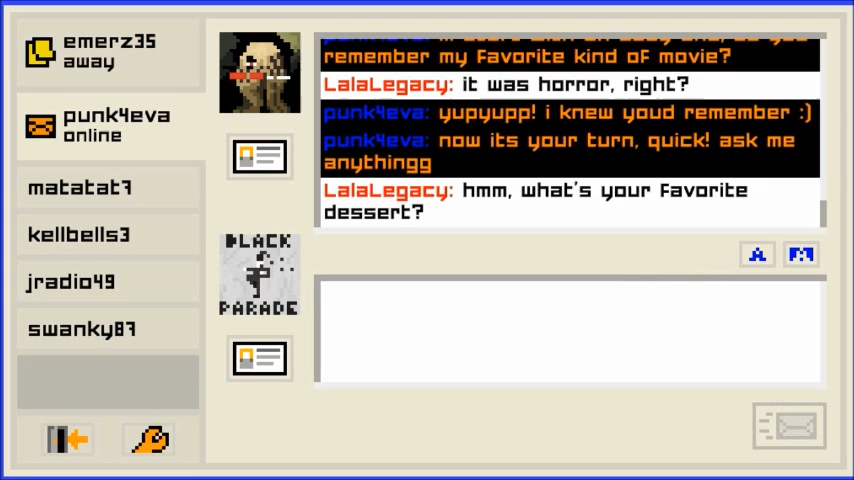 emerz35
away
punk4eva
online
matatat7
kellbells3
jradio49
swanky87
remember my favorite kind of movie?
LalaLegacy: it was horror, right?
punk4eva: yupyupp! i knew youd remember :)
punk4eva: now its your turn, quick! ask me
anythingg
LalaLegacy: hmm, what's your favorite
dessert?
BLACK
PARADE
A